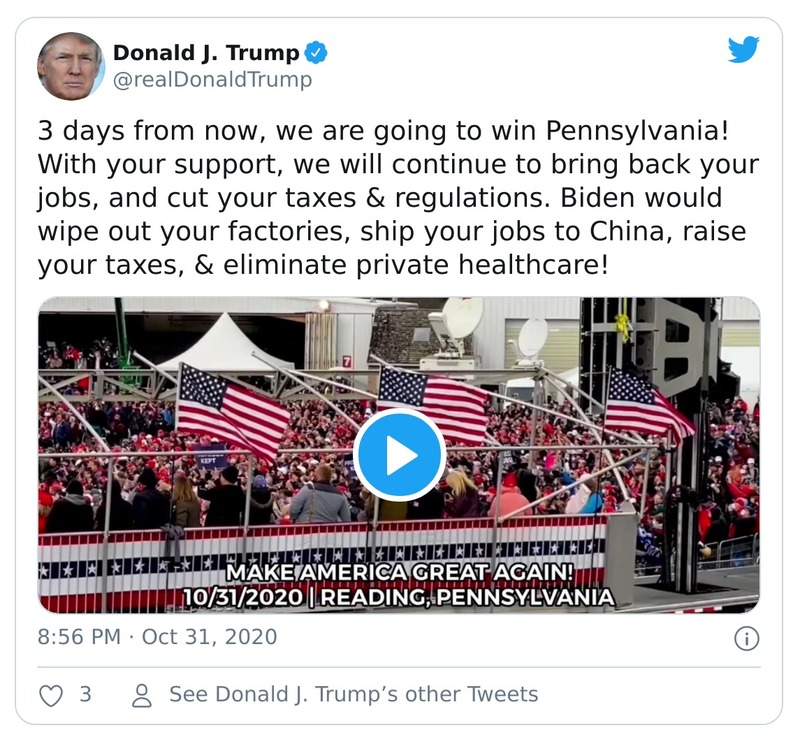 Donald J. Trump
@realDonaldTrump
3 days from now, we are going to win Pennsylvania!
With your support, we will continue to bring back your
jobs, and cut your taxes & regulations. Biden would
wipe out your factories, ship your jobs to China, raise
your taxes, & eliminate private healthcare!
7
KEPT
MAKE AMERICA GREAT AGAIN!
10/31/2020 | READING, PENNSYLVANIA
8:56 PM · Oct 31, 2020
3
See Donald J. Trump’s other Tweets